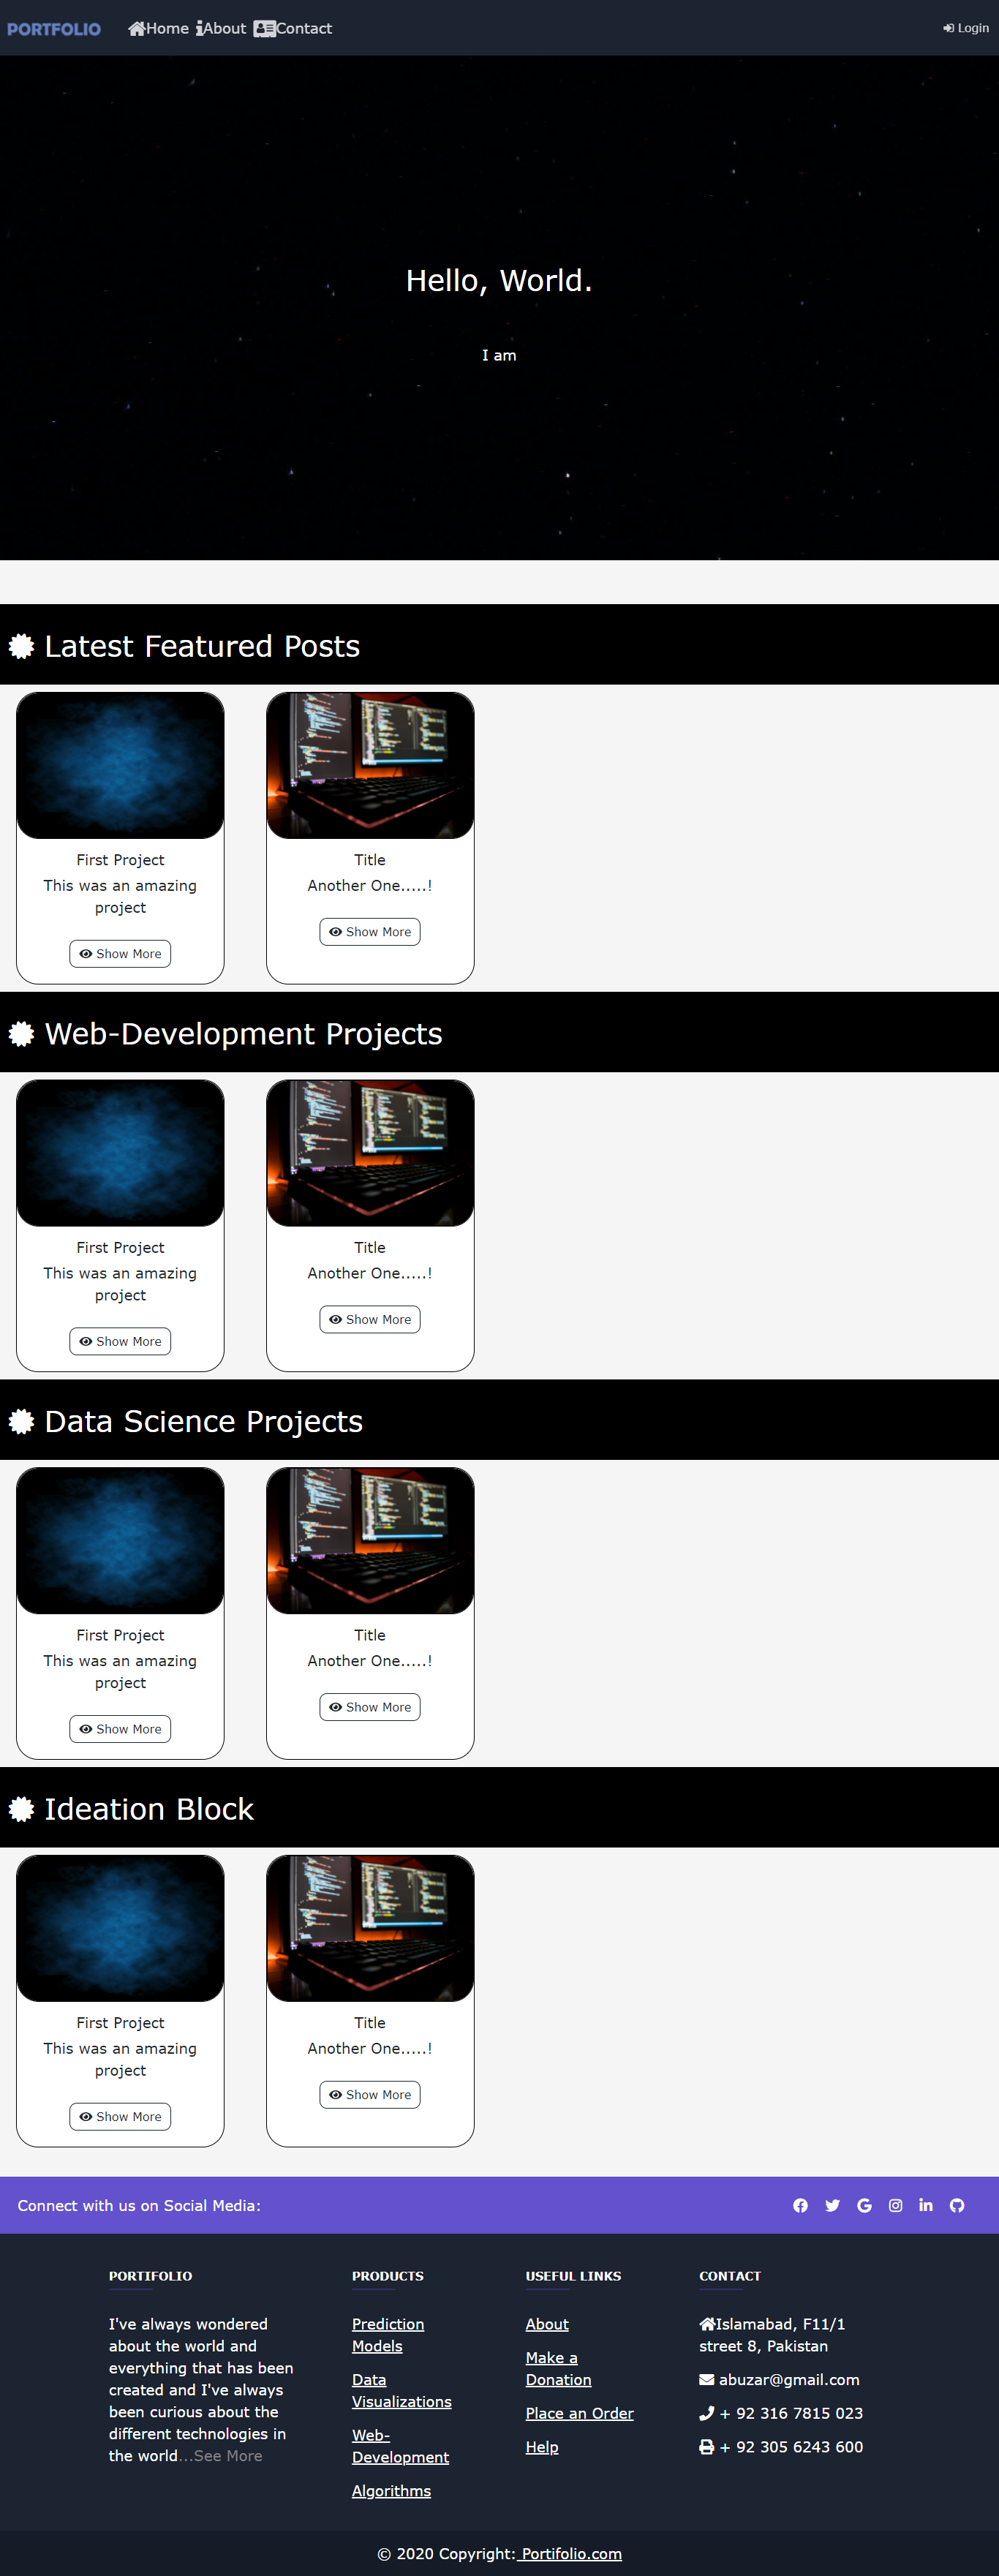 PORTFOLIO Home About Contact Login
Hello, World.
I am
Latest Featured Posts
First Project
This was an amazing
project
Show More
Title
Another One.....!
Show More
Web-Development Projects
First Project
This was an amazing
project
Show More
Title
Another One.....!
Show More
Data Science Projects
First Project
This was an amazing
project
Show More
Title
Another One.....!
Show More
Ideation Block
First Project
This was an amazing
project
Show More
Title
Another One.....!
Show More
Connect with us on Social Media:
PORTIFOLIO
I've always wondered
about the world and
everything that has been
created and I've always
been curious about the
different technologies in
the world...See More
PRODUCTS
Prediction
Models
Data
Visualizations
Web-
Development
Algorithms
USEFUL LINKS
About
Make a
Donation
Place an Order
Help
CONTACT
Islamabad, F11/1
street 8, Pakistan
abuzar@gmail.com
+ 92 316 7815 023
+ 92 305 6243 600
© 2020 Copyright: Portifolio.com